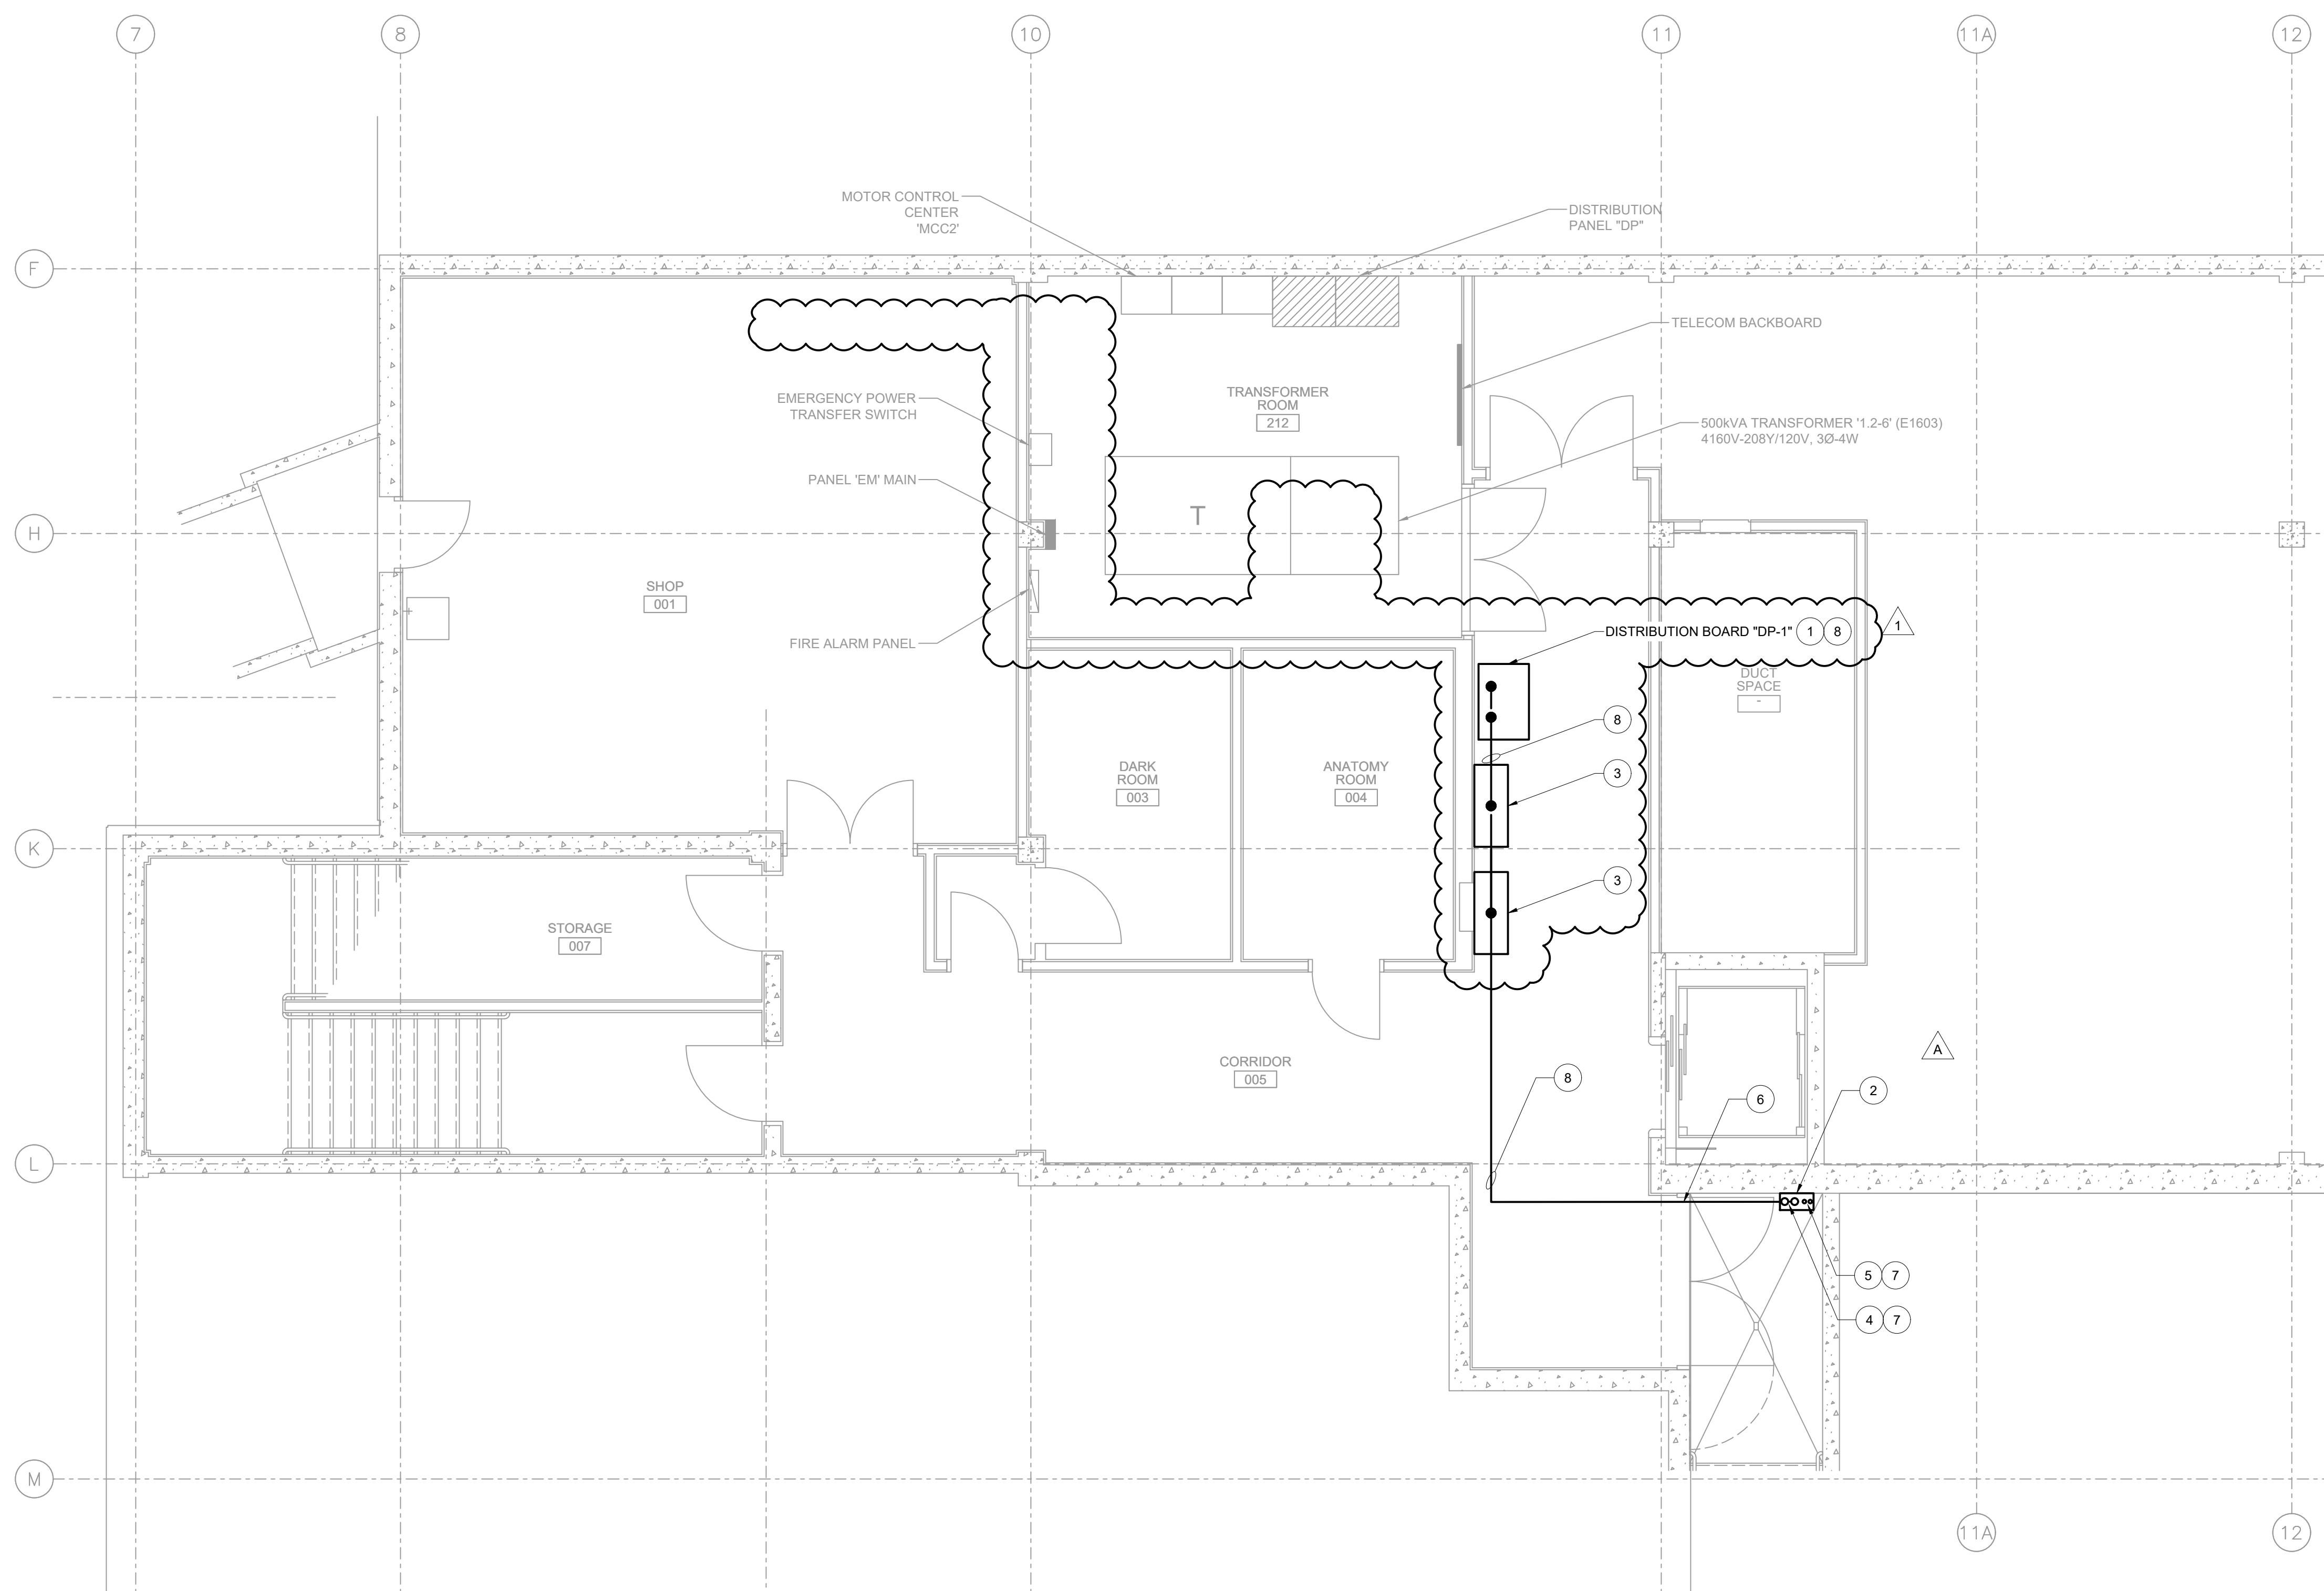 7
8
10
11
11A
12
MOTOR CONTROL
CENTER
'MCC2'
DISTRIBUTION
PANEL "DP"
F
TELECOM BACKBOARD
EMERGENCY POWER
TRANSFER SWITCH
TRANSFORMER
ROOM
212
500kVA TRANSFORMER '1.2-6' (E1603)
4160V-208Y/120V, 3Ø-4W
PANEL 'EM' MAIN
T
H
SHOP
001
FIRE ALARM PANEL
DISTRIBUTION BOARD "DP-1" 1 8
1
DUCT
SPACE
-
8
DARK
ROOM
003
ANATOMY
ROOM
004
3
K
3
STORAGE
007
CORRIDOR
005
A
8
6
2
L
5 7
4 7
M
11A
12